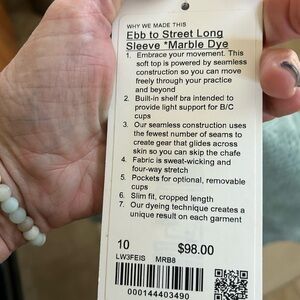 WHY WE MADE THIS
Ebb to Street Long
Sleeve *Marble Dye
1. Embrace your movement. This
soft top is powered by seamless
construction so you can move
freely through your practice
and beyond
2. Built-in shelf bra intended to
provide light support for B/C
cups
3. Our seamless construction uses
the fewest number of seams to
create gear that glides across
skin so you can skip the chafe
4. Fabric is sweat-wicking and
four-way stretch
5. Pockets for optional, removable
cups
6. Slim fit, cropped length
7. Our dyeing technique creates a
unique result on each garment
10 $98.00
LW3FEIS MRB8
000144403490